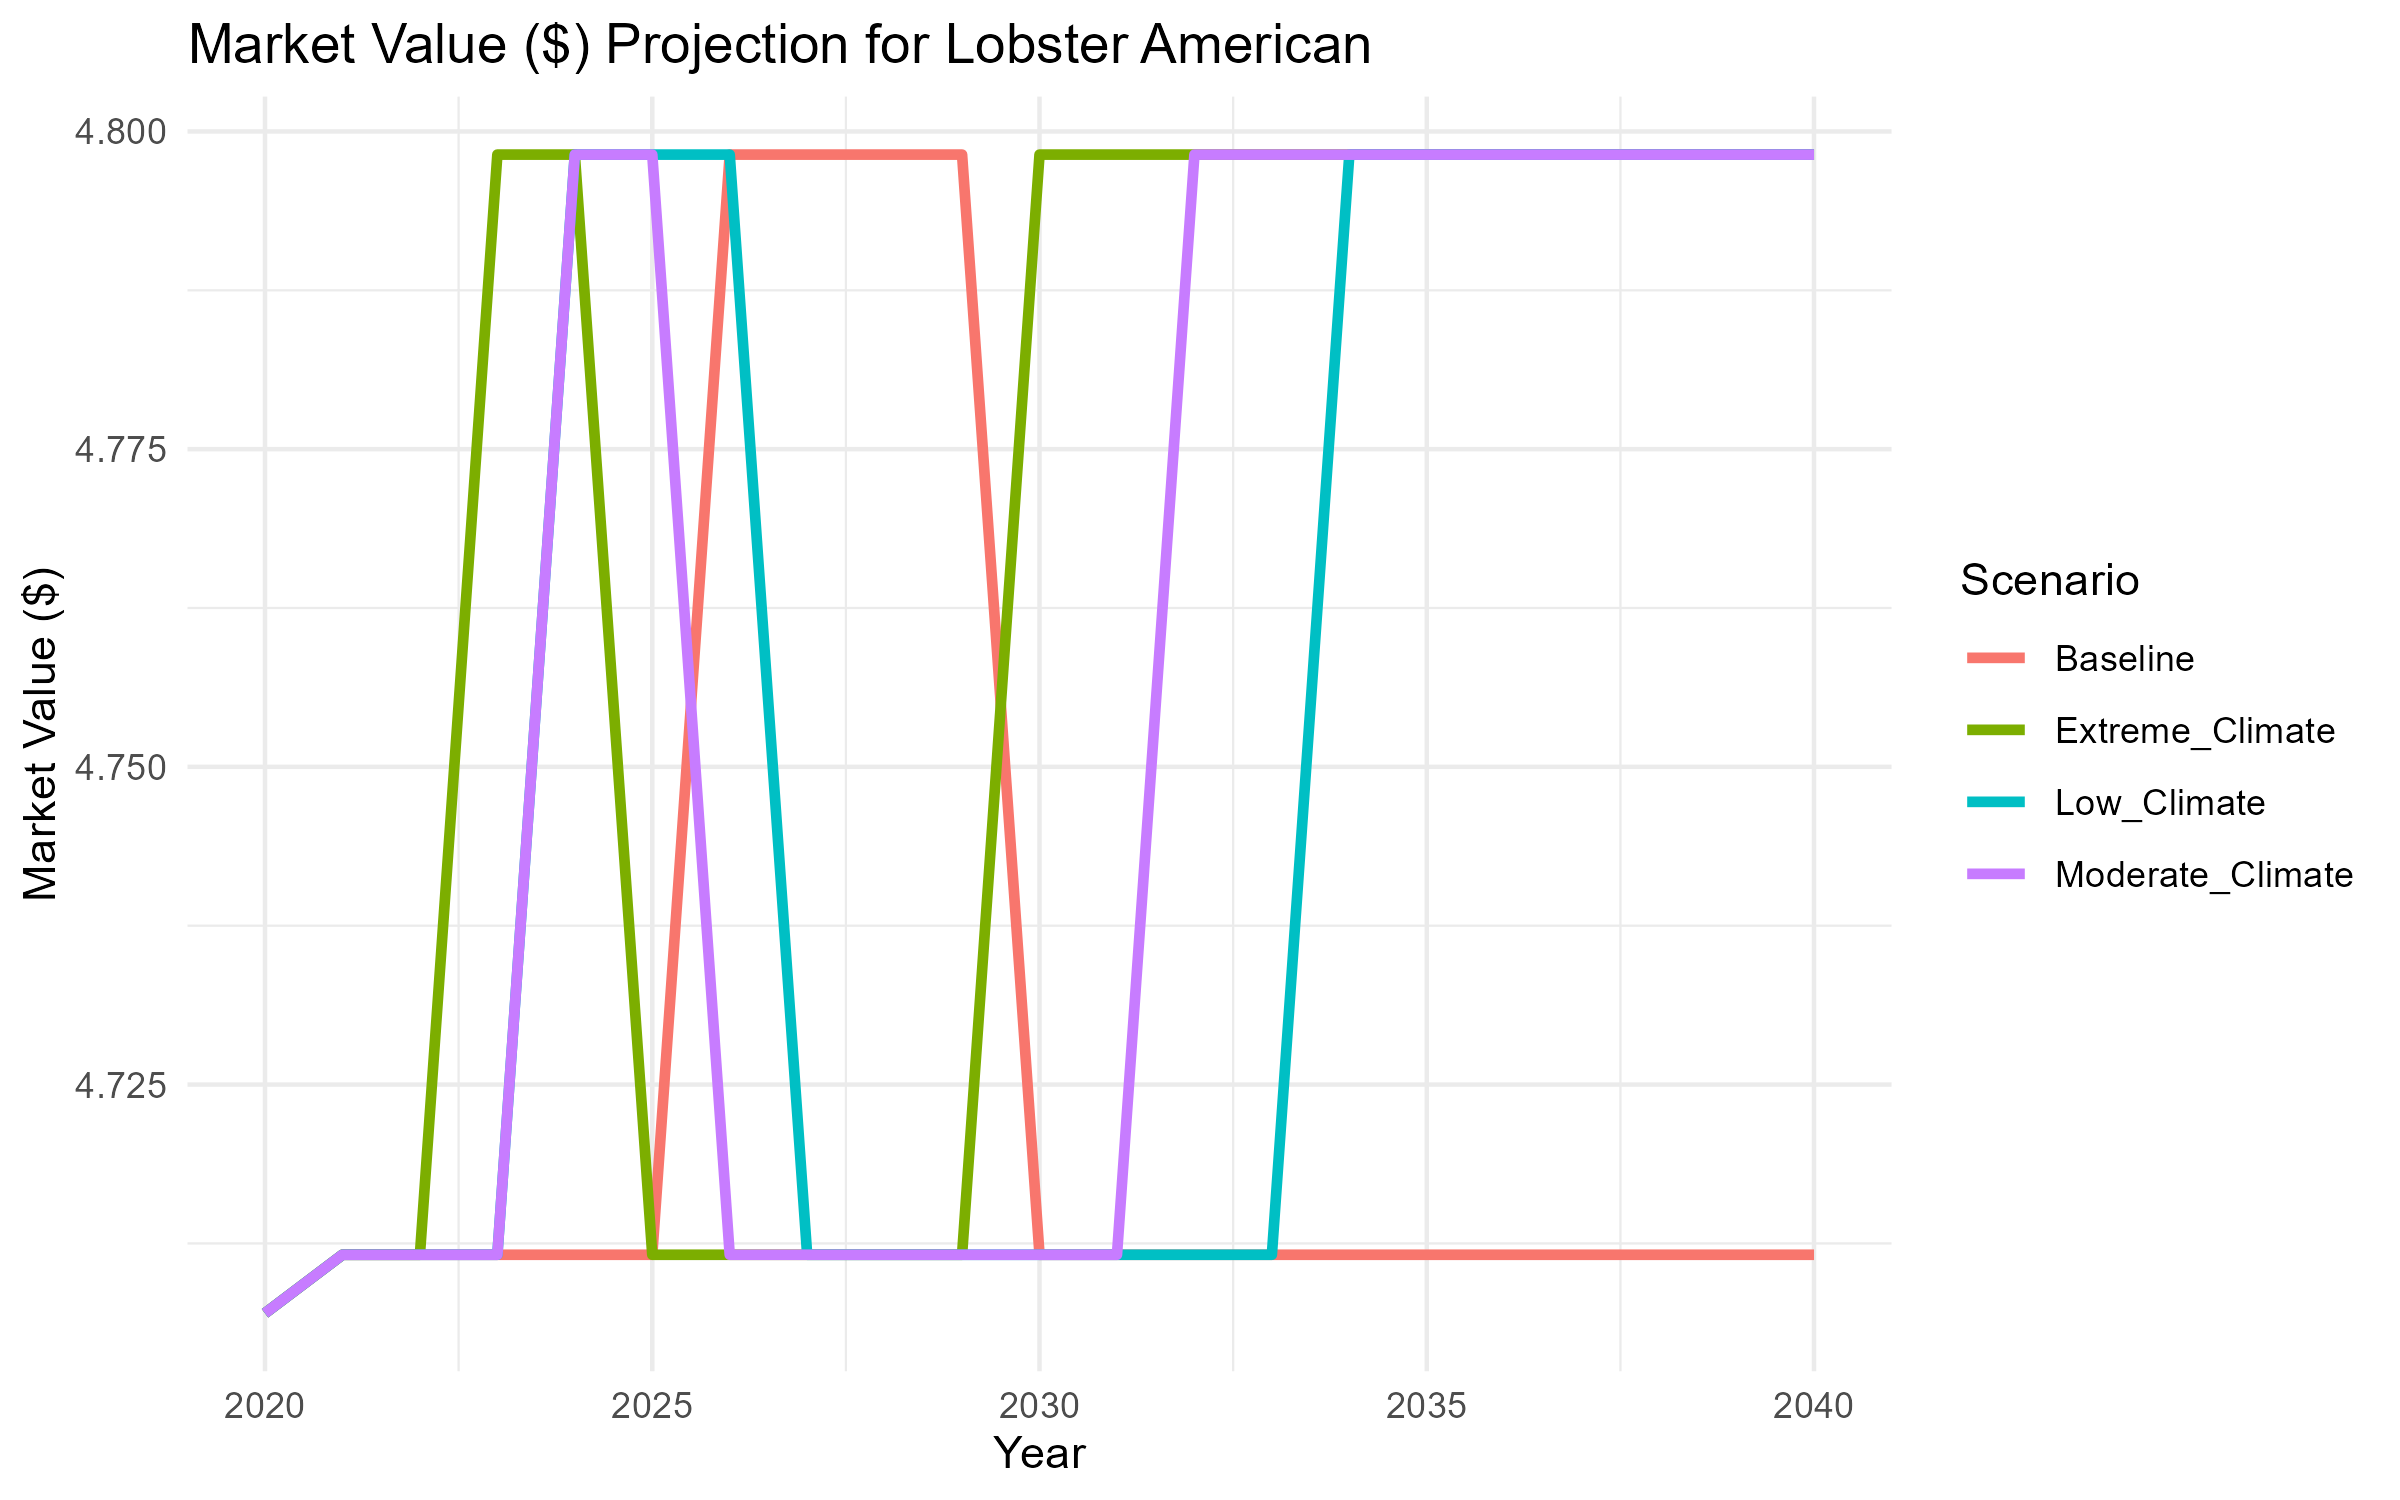 Market Value ($) Projection for Lobster American
4.800
4.775
4.750
4.725
Market Value ($)
2020 2025 2030 2035 2040
Year
Scenario
Baseline
Extreme_Climate
Low_Climate
Moderate_Climate